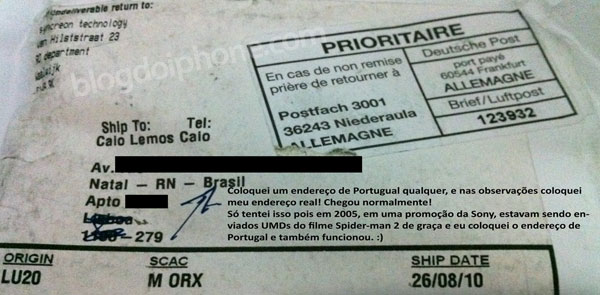 undeliverable return to:
syncreon technology
van Hilststraat 23
department
blogdoiphone.com
PRIORITAIRE
En cas de non remise
prière de retourner à
Postfach 3001
36243 Niederaula
ALLEMAGNE
Deutsche Post
port payé
60544 Frankfurt
ALLEMAGNE
Brief/Luftpost
123932
Ship To: Tel:
Caio Lemos Caio
Av.
Natal - RN - Brasil
Apto
Lisboa
279
Coloquei um endereço de Portugual qualquer, e nas observações coloquei
meu endereço real! Chegou normalmente!
Só tentei isso pois em 2005, em uma promoção da Sony, estavam sendo en-
viados UMDs do filme Spider-man 2 de graça e eu coloquei o endereço de
Portugal e também funcionou. :)
ORIGIN SCAC SHIP DATE
LU20 M ORX 26/08/10